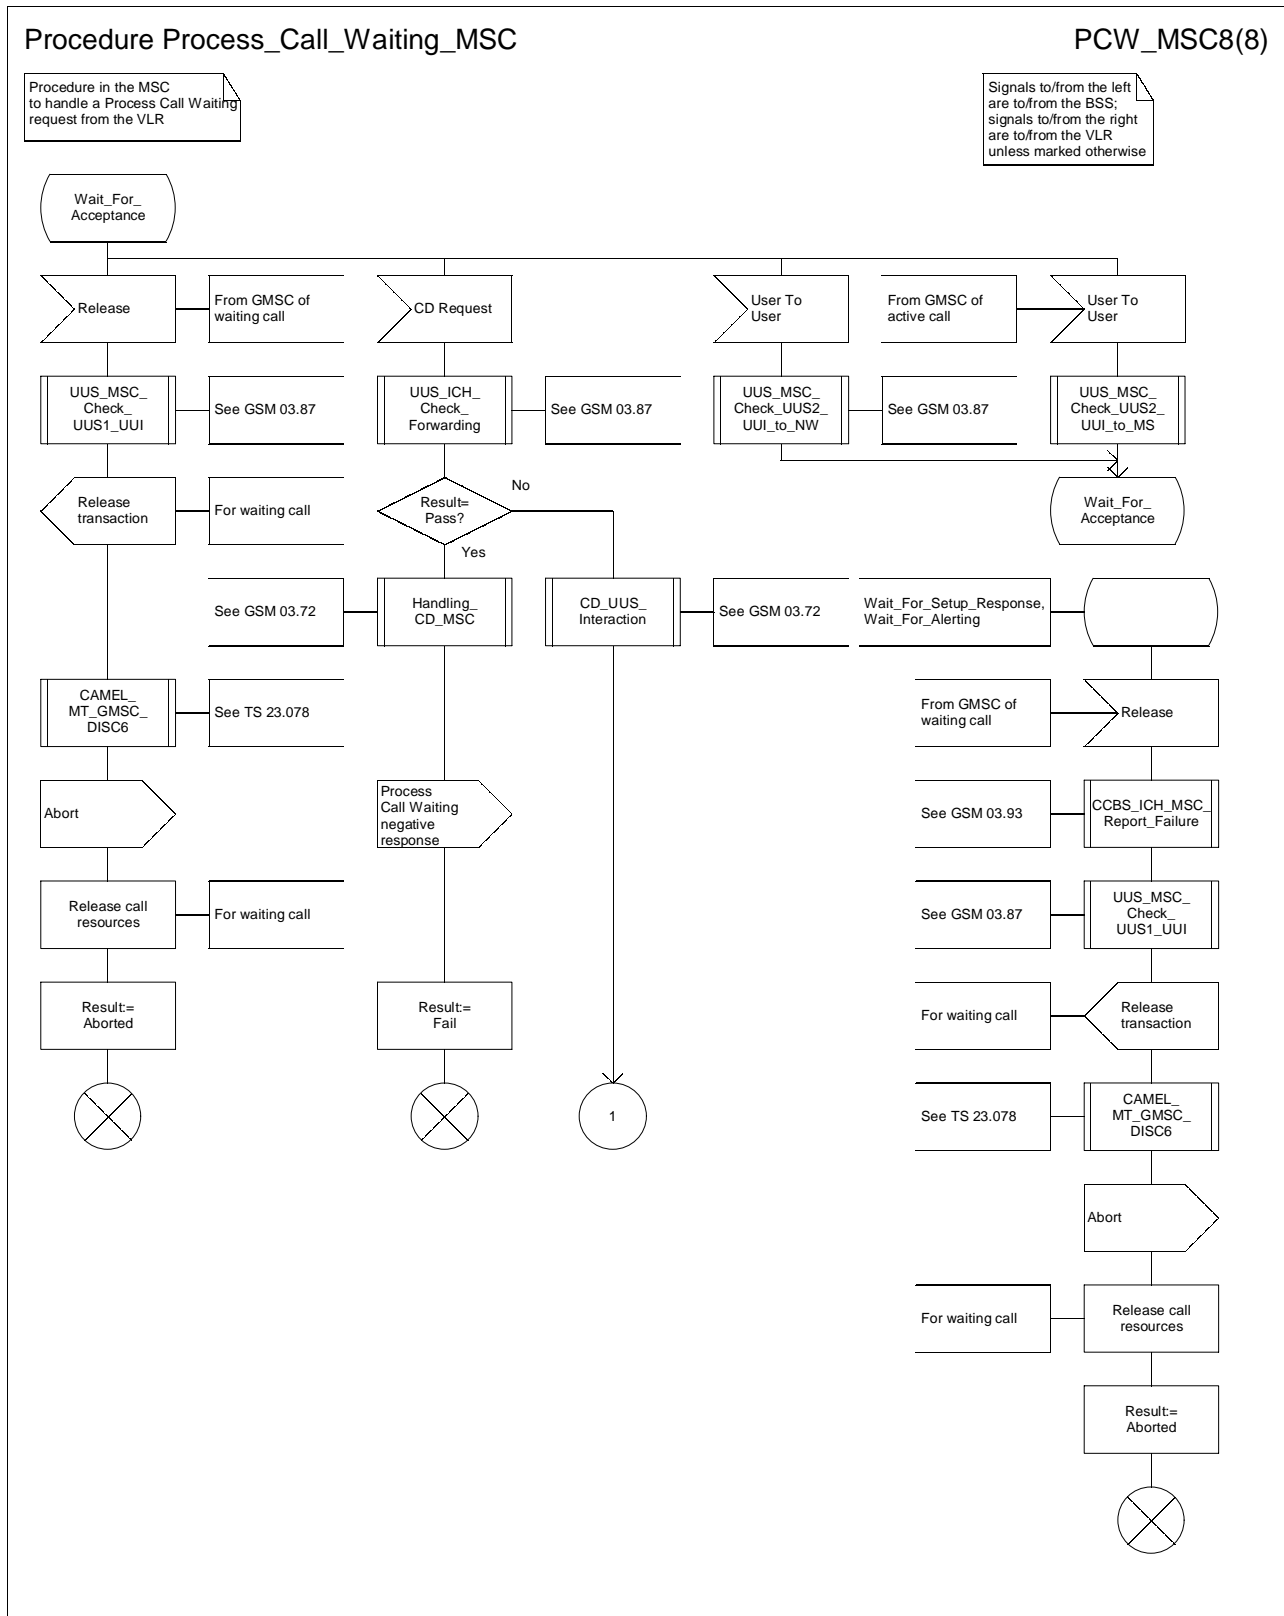 Procedure Process_Call_Waiting_MSC
PCW_MSC8(8)
Procedure in the MSC
to handle a Process Call Waiting
request from the VLR
Signals to/from the left
are to/from the BSS;
signals to/from the right
are to/from the VLR
unless marked otherwise
Wait_For_
Acceptance
Release
From GMSC of
waiting call
CD Request
User To
User
From GMSC of
active call
User To
User
UUS_MSC_
Check_
UUS1_UUI
See GSM 03.87
UUS_ICH_
Check_
Forwarding
See GSM 03.87
UUS_MSC_
Check_UUS2_
UUI_to_NW
See GSM 03.87
UUS_MSC_
Check_UUS2_
UUI_to_MS
Release
transaction
For waiting call
Result=
Pass?
No
Yes
Wait_For_
Acceptance
See GSM 03.72
Handling_
CD_MSC
CD_UUS_
Interaction
See GSM 03.72
Wait_For_Setup_Response,
Wait_For_Alerting
CAMEL_
MT_GMSC_
DISC6
See TS 23.078
From GMSC of
waiting call
Release
Abort
Process
Call Waiting
negative
response
See GSM 03.93
CCBS_ICH_MSC_
Report_Failure
Release call
resources
For waiting call
See GSM 03.87
UUS_MSC_
Check_
UUS1_UUI
Result:=
Aborted
Result:=
Fail
For waiting call
Release
transaction
1
See TS 23.078
CAMEL_
MT_GMSC_
DISC6
Abort
For waiting call
Release call
resources
Result:=
Aborted